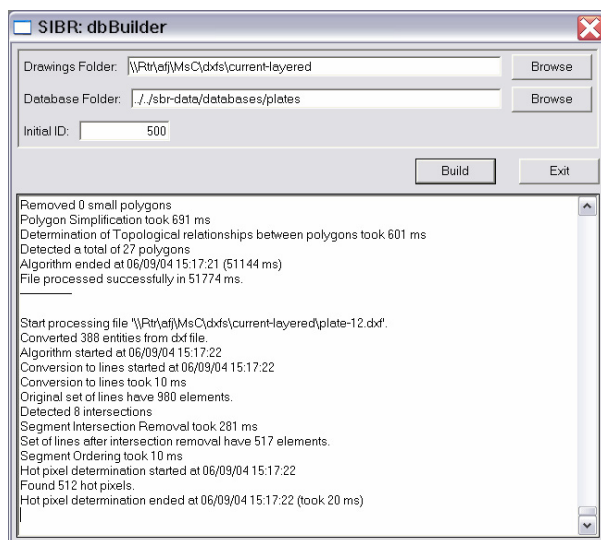 SIBR: dbBuilder
Drawings Folder: \\Rtr\afj\MsC\dxfs\current-layered Browse
Database Folder: ../../sbr-data/databases/plates Browse
Initial ID: 500
Build Exit
Removed 0 small polygons
Polygon Simplification took 691 ms
Determination of Topological relationships between polygons took 601 ms
Detected a total of 27 polygons
Algorithm ended at 06/09/04 15:17:21 (51144 ms)
File processed successfully in 51774 ms.
Start processing file "\\Rtr\afj\MsC\dxfs\current-layered\plate-12.dxf".
Converted 388 entities from dxf file.
Algorithm started at 06/09/04 15:17:22
Conversion to lines started at 06/09/04 15:17:22
Conversion to lines took 10 ms
Original set of lines have 980 elements.
Detected 8 intersections
Segment Intersection Removal took 281 ms
Set of lines after intersection removal have 517 elements.
Segment Ordering took 10 ms
Hot pixel determination started at 06/09/04 15:17:22
Found 512 hot pixels.
Hot pixel determination ended at 06/09/04 15:17:22 (took 20 ms)